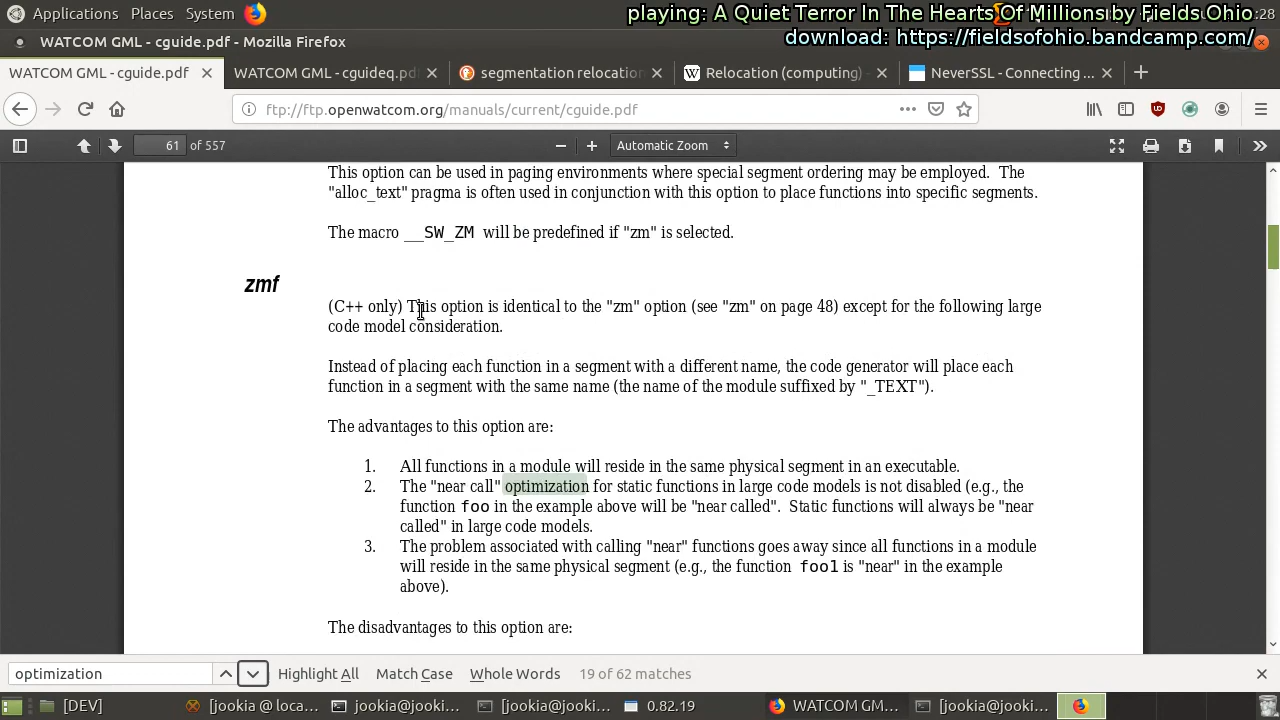 Applications Places System
:28
playing: A Quiet Terror In The Hearts Of Millions by Fields Ohio
download: https://fieldsofohio.bandcamp.com/
WATCOM GML - cguide.pdf - Mozilla Firefox
WATCOM GML - cguide.pdf
WATCOM GML - cguideq.pdf
segmentation relocation
Relocation (computing)
NeverSSL - Connecting ...
ftp://ftp.openwatcom.org/manuals/current/cguide.pdf
61 of 557
Automatic Zoom
This option can be used in paging environments where special segment ordering may be employed. The
"alloc_text" pragma is often used in conjunction with this option to place functions into specific segments.
The macro __SW_ZM will be predefined if "zm" is selected.
zmf
(C++ only) This option is identical to the "zm" option (see "zm" on page 48) except for the following large
code model consideration.
Instead of placing each function in a segment with a different name, the code generator will place each
function in a segment with the same name (the name of the module suffixed by "_TEXT").
The advantages to this option are:
1. All functions in a module will reside in the same physical segment in an executable.
2. The "near call" optimization for static functions in large code models is not disabled (e.g., the
function foo in the example above will be "near called". Static functions will always be "near
called" in large code models.
3. The problem associated with calling "near" functions goes away since all functions in a module
will reside in the same physical segment (e.g., the function foo1 is "near" in the example
above).
The disadvantages to this option are:
optimization
Highlight All
Match Case
Whole Words
19 of 62 matches
[DEV]
[jookia @ loca...
jookia@jookia...
[jookia@jookia...
0.82.19
WATCOM GM...
[jookia@jookia...